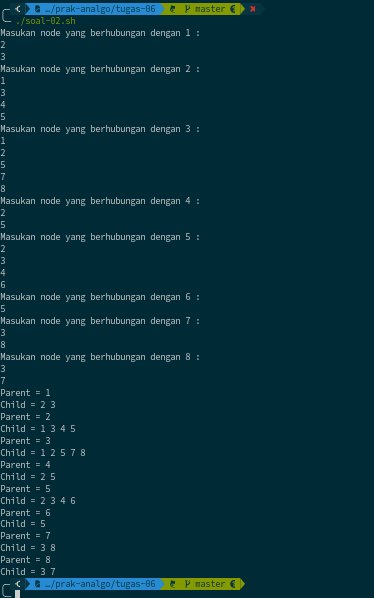 …/prak-analgo/tugas-06 master
./soal-02.sh
Masukan node yang berhubungan dengan 1 :
2
3
Masukan node yang berhubungan dengan 2 :
1
3
4
5
Masukan node yang berhubungan dengan 3 :
1
2
5
7
8
Masukan node yang berhubungan dengan 4 :
2
5
Masukan node yang berhubungan dengan 5 :
2
3
4
6
Masukan node yang berhubungan dengan 6 :
5
Masukan node yang berhubungan dengan 7 :
3
8
Masukan node yang berhubungan dengan 8 :
3
7
Parent = 1
Child = 2 3
Parent = 2
Child = 1 3 4 5
Parent = 3
Child = 1 2 5 7 8
Parent = 4
Child = 2 5
Parent = 5
Child = 2 3 4 6
Parent = 6
Child = 5
Parent = 7
Child = 3 8
Parent = 8
Child = 3 7
…/prak-analgo/tugas-06 master